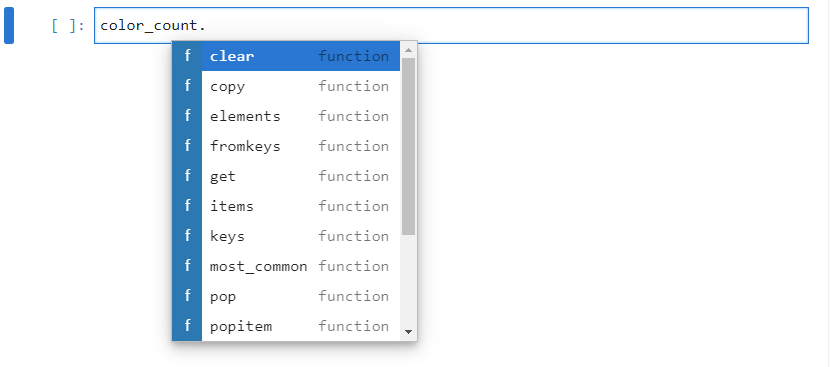 [ ]: color_count.
f clear function
f copy function
f elements function
f fromkeys function
f get function
f items function
f keys function
f most_common function
f pop function
f popitem function